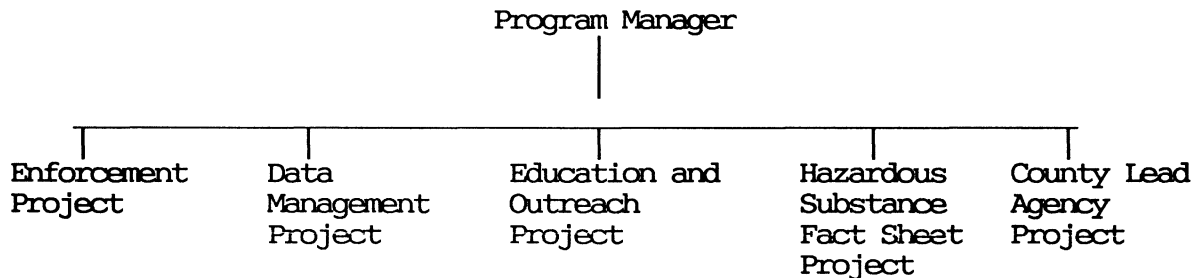 Program Manager
Enforcement
Project
Data
Management
Project
Education and
Outreach
Project
Hazardous
Substance
Fact Sheet
Project
County Lead
Agency
Project